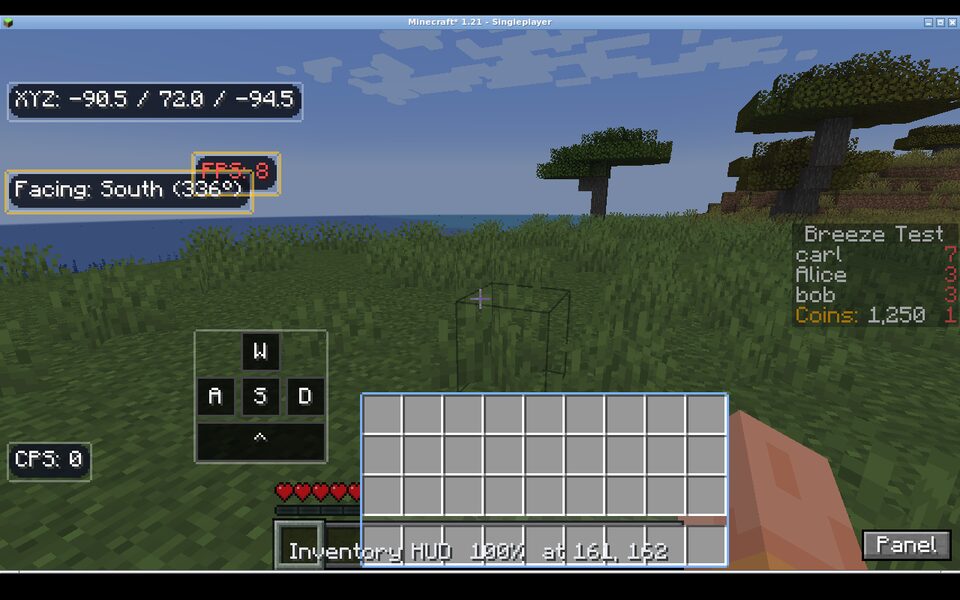 Minecraft* 1.21 - Singleplayer
XYZ: -90.5 / 72.0 / -94.5
FPS: 8
Facing: South (336°)
Breeze Test
carl 7
Alice 3
bob 3
Coins: 1,250 1
W
A S D
^
CPS: 0
Inventory HUD 100% at 161, 162
Panel